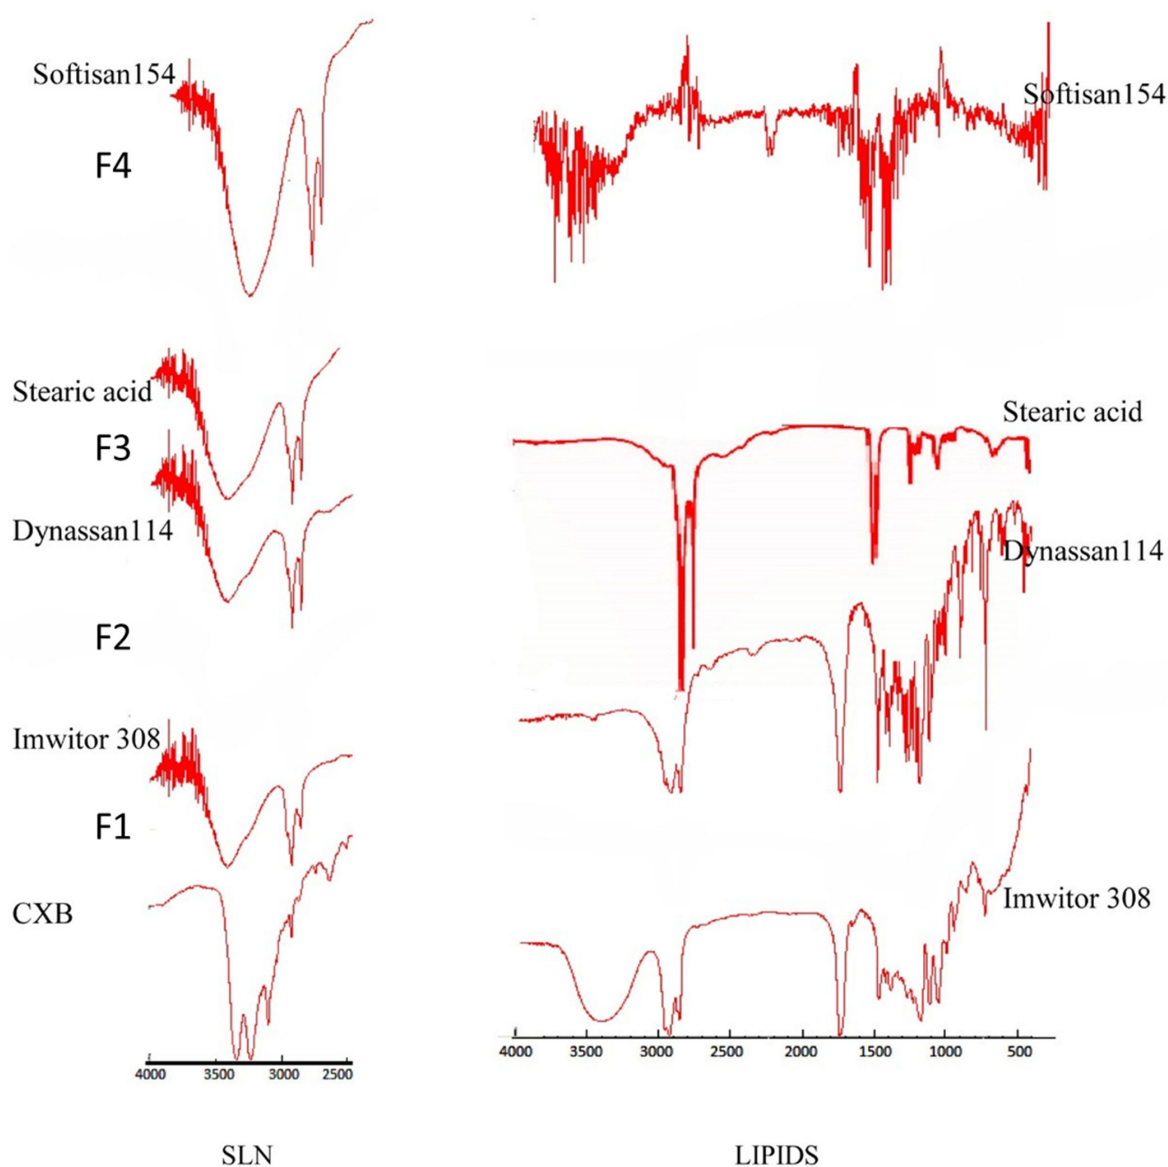 Softisan154
Softisan154
F4
Stearic acid
Stearic acid
F3
Dynassan114
Dynassan114
F2
Imwitor 308
F1
Imwitor 308
CXB
4000 3500 3000 2500 2000 1500 1000 500
4000 3500 3000 2500
SLN
LIPIDS